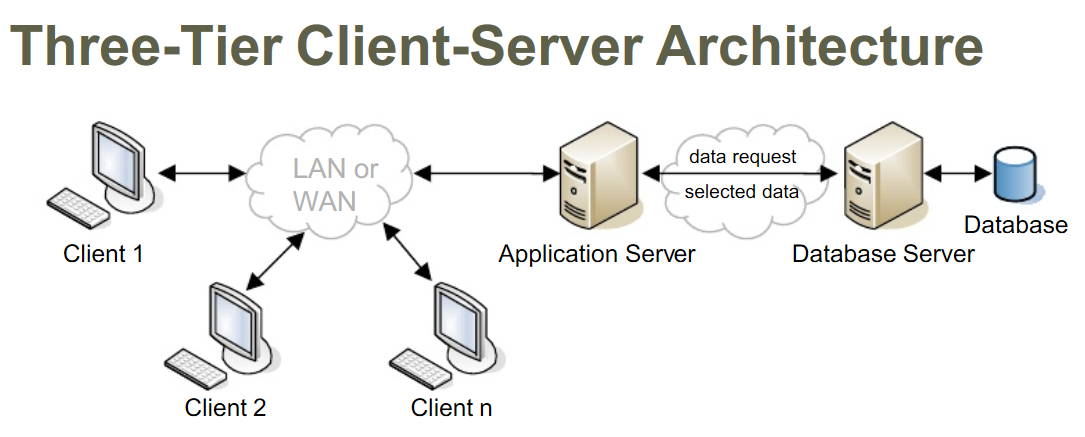 Three-Tier Client-Server Architecture
LAN or
WAN
data request
selected data
Client 1
Application Server
Database Server
Database
Client 2
Client n